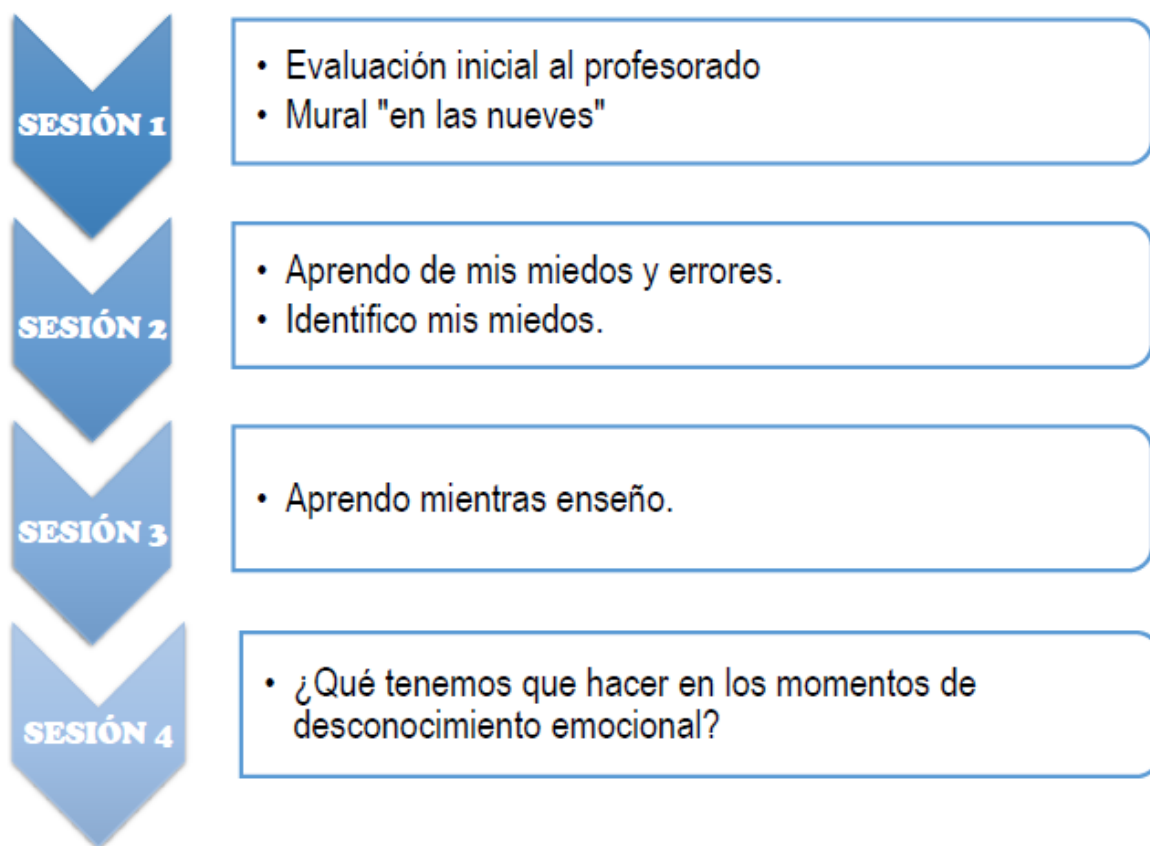 SESIÓN 1
• Evaluación inicial al profesorado
• Mural "en las nueves"
SESIÓN 2
• Aprendo de mis miedos y errores.
• Identifico mis miedos.
SESIÓN 3
• Aprendo mientras enseño.
SESIÓN 4
• ¿Qué tenemos que hacer en los momentos de
desconocimiento emocional?